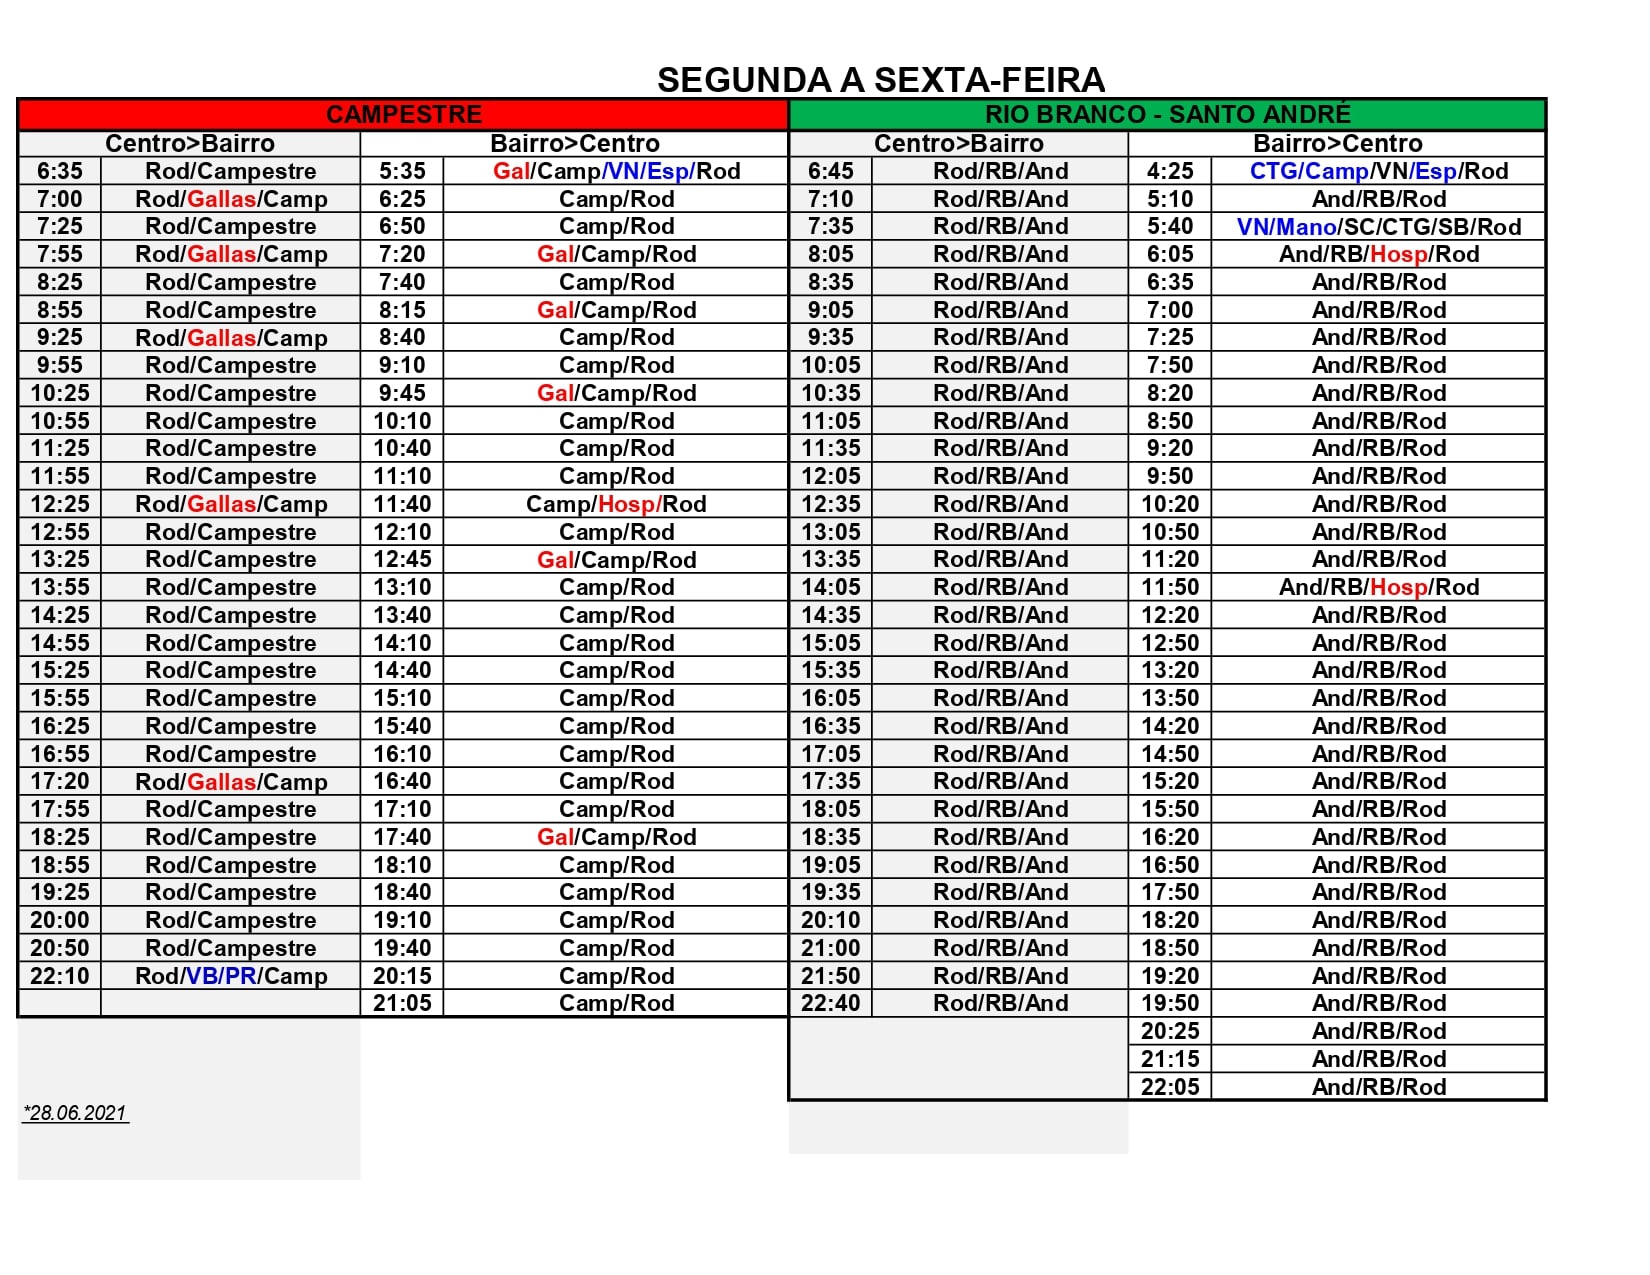 SEGUNDA A SEXTA-FEIRA
CAMPESTRE RIO BRANCO - SANTO ANDRÉ
Centro>Bairro Bairro>Centro Centro>Bairro Bairro>Centro
6:35 Rod/Campestre 5:35 Gal/Camp/VN/Esp/Rod 6:45 Rod/RB/And 4:25 CTG/Camp/VN/Esp/Rod
7:00 Rod/Gallas/Camp 6:25 Camp/Rod 7:10 Rod/RB/And 5:10 And/RB/Rod
7:25 Rod/Campestre 6:50 Camp/Rod 7:35 Rod/RB/And 5:40 VN/Mano/SC/CTG/SB/Rod
7:55 Rod/Gallas/Camp 7:20 Gal/Camp/Rod 8:05 Rod/RB/And 6:05 And/RB/Hosp/Rod
8:25 Rod/Campestre 7:40 Camp/Rod 8:35 Rod/RB/And 6:35 And/RB/Rod
8:55 Rod/Campestre 8:15 Gal/Camp/Rod 9:05 Rod/RB/And 7:00 And/RB/Rod
9:25 Rod/Gallas/Camp 8:40 Camp/Rod 9:35 Rod/RB/And 7:25 And/RB/Rod
9:55 Rod/Campestre 9:10 Camp/Rod 10:05 Rod/RB/And 7:50 And/RB/Rod
10:25 Rod/Campestre 9:45 Gal/Camp/Rod 10:35 Rod/RB/And 8:20 And/RB/Rod
10:55 Rod/Campestre 10:10 Camp/Rod 11:05 Rod/RB/And 8:50 And/RB/Rod
11:25 Rod/Campestre 10:40 Camp/Rod 11:35 Rod/RB/And 9:20 And/RB/Rod
11:55 Rod/Campestre 11:10 Camp/Rod 12:05 Rod/RB/And 9:50 And/RB/Rod
12:25 Rod/Gallas/Camp 11:40 Camp/Hosp/Rod 12:35 Rod/RB/And 10:20 And/RB/Rod
12:55 Rod/Campestre 12:10 Camp/Rod 13:05 Rod/RB/And 10:50 And/RB/Rod
13:25 Rod/Campestre 12:45 Gal/Camp/Rod 13:35 Rod/RB/And 11:20 And/RB/Rod
13:55 Rod/Campestre 13:10 Camp/Rod 14:05 Rod/RB/And 11:50 And/RB/Hosp/Rod
14:25 Rod/Campestre 13:40 Camp/Rod 14:35 Rod/RB/And 12:20 And/RB/Rod
14:55 Rod/Campestre 14:10 Camp/Rod 15:05 Rod/RB/And 12:50 And/RB/Rod
15:25 Rod/Campestre 14:40 Camp/Rod 15:35 Rod/RB/And 13:20 And/RB/Rod
15:55 Rod/Campestre 15:10 Camp/Rod 16:05 Rod/RB/And 13:50 And/RB/Rod
16:25 Rod/Campestre 15:40 Camp/Rod 16:35 Rod/RB/And 14:20 And/RB/Rod
16:55 Rod/Campestre 16:10 Camp/Rod 17:05 Rod/RB/And 14:50 And/RB/Rod
17:20 Rod/Gallas/Camp 16:40 Camp/Rod 17:35 Rod/RB/And 15:20 And/RB/Rod
17:55 Rod/Campestre 17:10 Camp/Rod 18:05 Rod/RB/And 15:50 And/RB/Rod
18:25 Rod/Campestre 17:40 Gal/Camp/Rod 18:35 Rod/RB/And 16:20 And/RB/Rod
18:55 Rod/Campestre 18:10 Camp/Rod 19:05 Rod/RB/And 16:50 And/RB/Rod
19:25 Rod/Campestre 18:40 Camp/Rod 19:35 Rod/RB/And 17:50 And/RB/Rod
20:00 Rod/Campestre 19:10 Camp/Rod 20:10 Rod/RB/And 18:20 And/RB/Rod
20:50 Rod/Campestre 19:40 Camp/Rod 21:00 Rod/RB/And 18:50 And/RB/Rod
22:10 Rod/VB/PR/Camp 20:15 Camp/Rod 21:50 Rod/RB/And 19:20 And/RB/Rod
21:05 Camp/Rod 22:40 Rod/RB/And 19:50 And/RB/Rod
20:25 And/RB/Rod
21:15 And/RB/Rod
22:05 And/RB/Rod
*28.06.2021